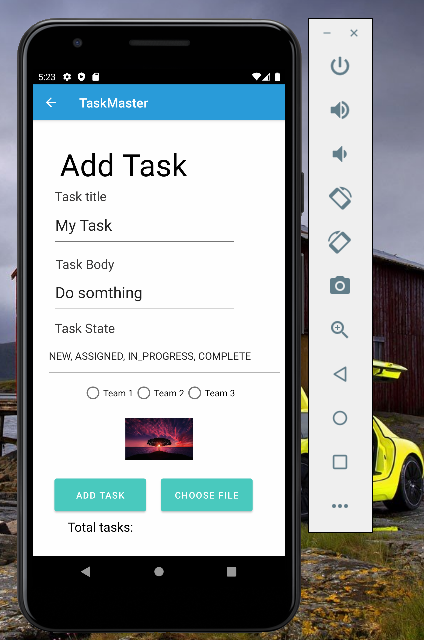 5:23
TaskMaster
Add Task
Task title
My Task
Task Body
Do somthing
Task State
NEW, ASSIGNED, IN_PROGRESS, COMPLETE
Team 1 Team 2 Team 3
ADD TASK CHOOSE FILE
Total tasks: